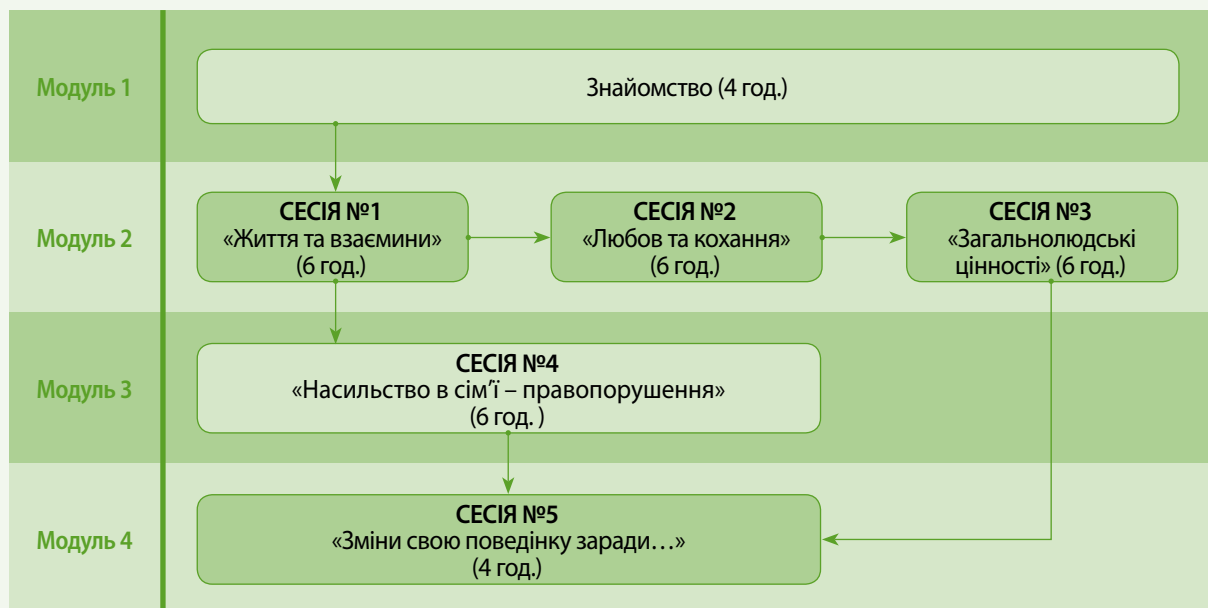 Модуль 1
Знайомство (4 год.)
Модуль 2
СЕСІЯ №1
«Життя та взаємини»
(6 год.)
СЕСІЯ №2
«Любов та кохання»
(6 год.)
СЕСІЯ №3
«Загальнолюдські
цінності» (6 год.)
Модуль 3
СЕСІЯ №4
«Насильство в сім’ї – правопорушення»
(6 год. )
Модуль 4
СЕСІЯ №5
«Зміни свою поведінку заради…»
(4 год.)